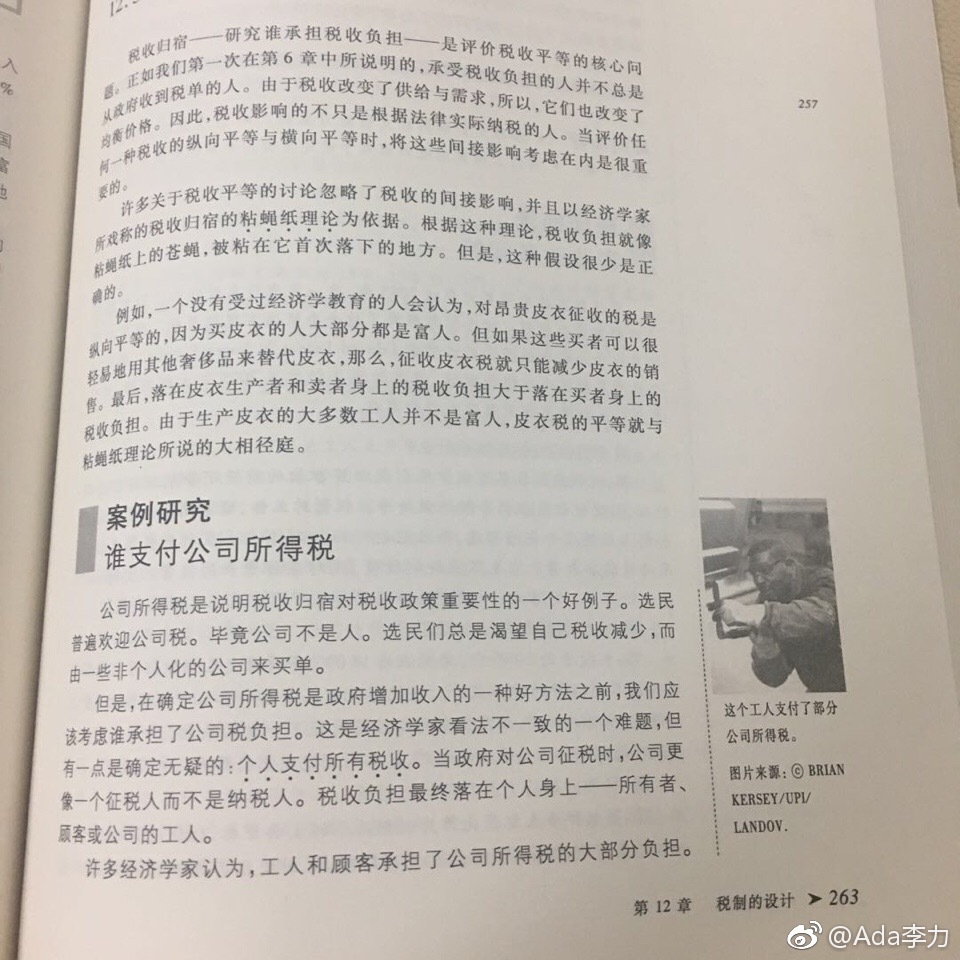 入
%
国
富
他
的
12.
税收归宿——研究谁承担税收负担——是评价税收平等的核心问
题。正如我们第一次在第6章中所说明的，承受税收负担的人并不总是
从政府收到税单的人。由于税收改变了供给与需求，所以，它们也改变了
均衡价格。因此，税收影响的不只是根据法律实际纳税的人。当评价任
何一种税收的纵向平等与横向平等时，将这些间接影响考虑在内是很重
要的。
许多关于税收平等的讨论忽略了税收的间接影响，并且以经济学家
所戏称的税收归宿的粘蝇纸理论为依据。根据这种理论，税收负担就像
粘蝇纸上的苍蝇，被粘在它首次落下的地方。但是，这种假设很少是正
确的。
例如，一个没有受过经济学教育的人会认为，对昂贵皮衣征收的税是
纵向平等的，因为买皮衣的人大部分都是富人。但如果这些买者可以很
轻易地用其他奢侈品来替代皮衣，那么，征收皮衣税就只能减少皮衣的销
售。最后，落在皮衣生产者和卖者身上的税收负担大于落在买者身上的
税收负担。由于生产皮衣的大多数工人并不是富人，皮衣税的平等就与
粘蝇纸理论所说的大相径庭。
257
案例研究
谁支付公司所得税
公司所得税是说明税收归宿对税收政策重要性的一个好例子。选民
普遍欢迎公司税。毕竟公司不是人。选民们总是渴望自己税收减少，而
由一些非个人化的公司来买单。
但是，在确定公司所得税是政府增加收入的一种好方法之前，我们应
该考虑谁承担了公司税负担。这是经济学家看法不一致的一个难题，但
有一点是确定无疑的：个人支付所有税收。当政府对公司征税时，公司更
像一个征税人而不是纳税人。税收负担最终落在个人身上——所有者、
顾客或公司的工人。
许多经济学家认为，工人和顾客承担了公司所得税的大部分负担。
这个工人支付了部分
公司所得税。
图片来源：© BRIAN
KERSEY/UPI/
LANDOV.
第12章 税制的设计 ➤ 263
@Ada李力